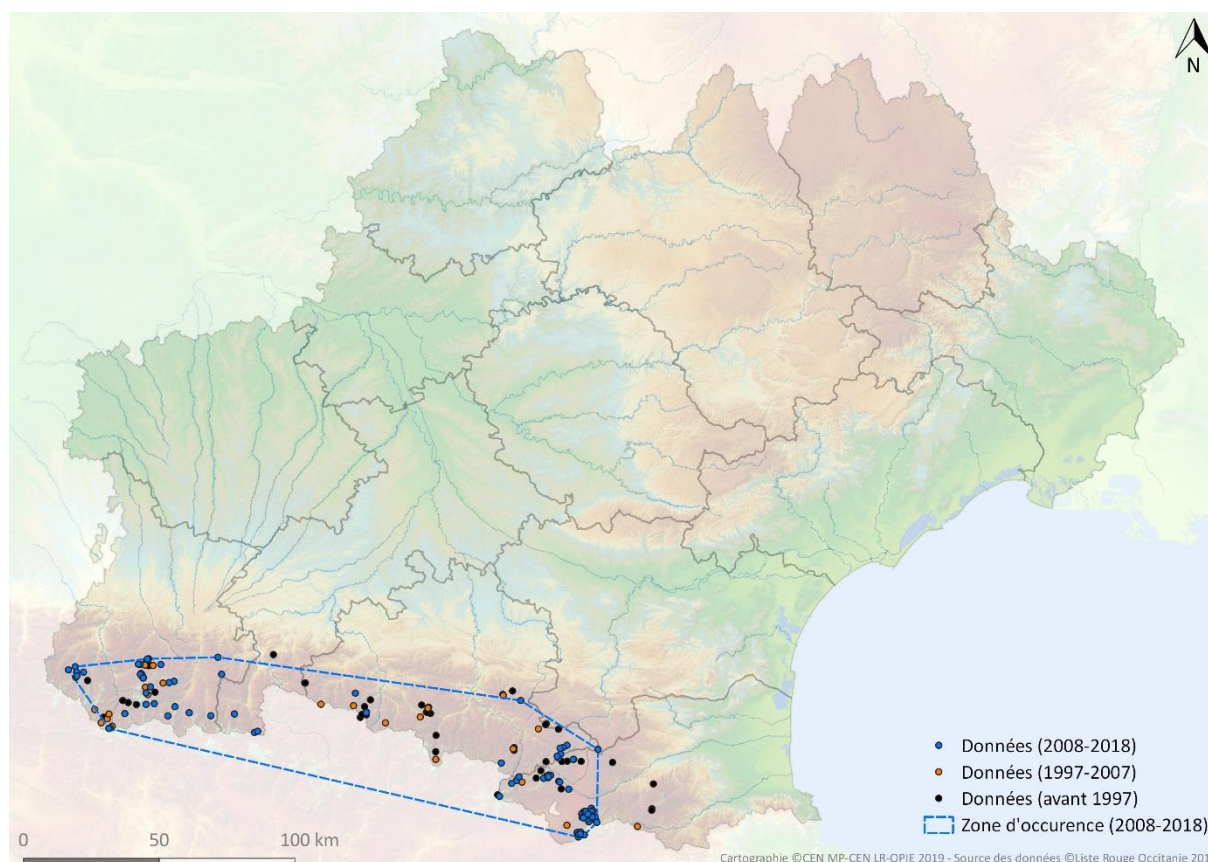 N
Données (2008-2018)
Données (1997-2007)
Données (avant 1997)
Zone d'occurence (2008-2018)
0 50 100 km
Cartographie ©CEN MP-CEN LR-OPIE 2019 - Source des données ©Liste Rouge Occitanie 201